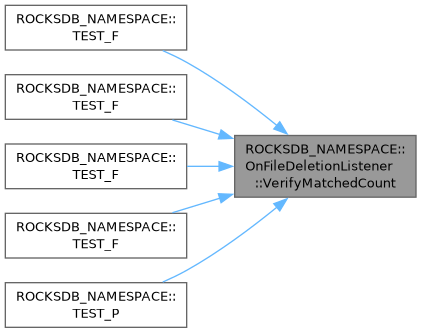 ROCKSDB_NAMESPACE::
TEST_F
ROCKSDB_NAMESPACE::
TEST_F
ROCKSDB_NAMESPACE::
TEST_F
ROCKSDB_NAMESPACE::
TEST_F
ROCKSDB_NAMESPACE::
TEST_P
ROCKSDB_NAMESPACE::
OnFileDeletionListener
::VerifyMatchedCount